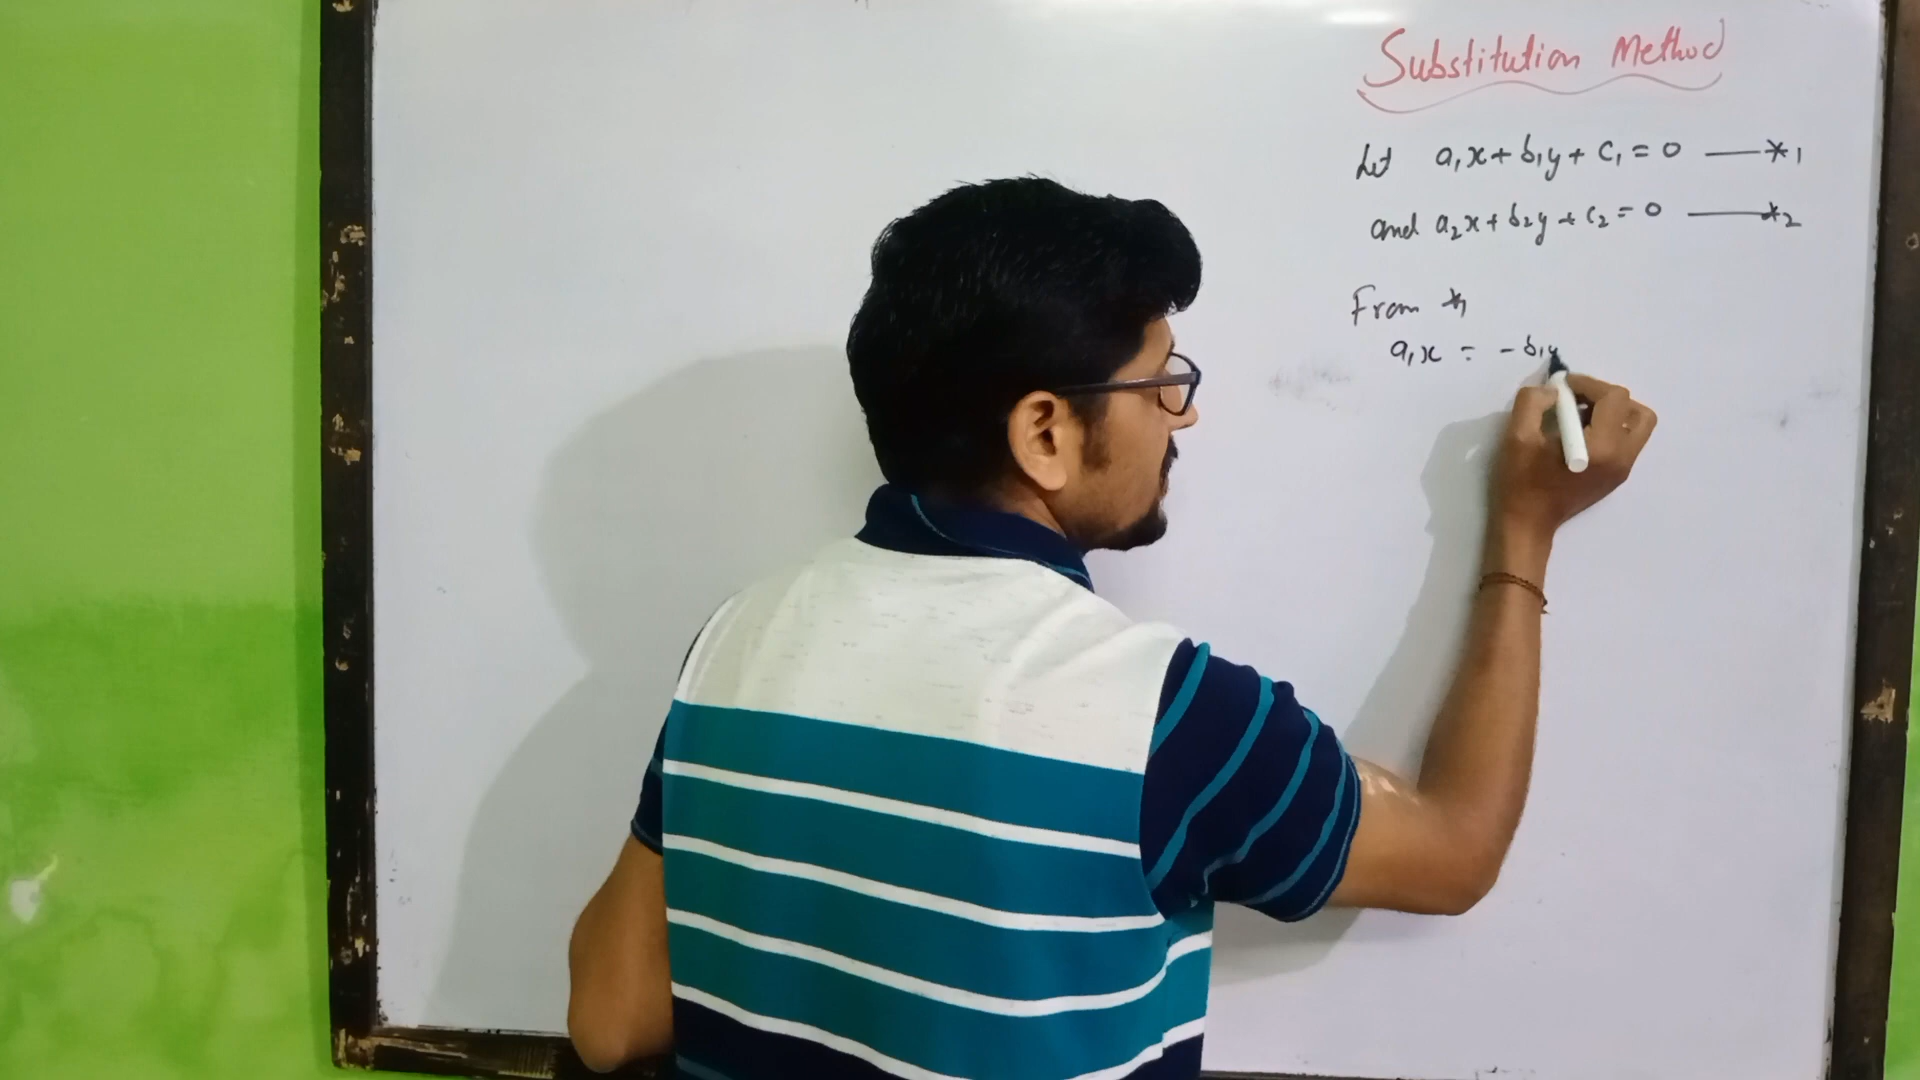 Substitution Method
Let a₁x + b₁y + c₁ = 0 —— *₁
and a₂x + b₂y + c₂ = 0 —— *₂
From *₁
a₁x = - b₁y